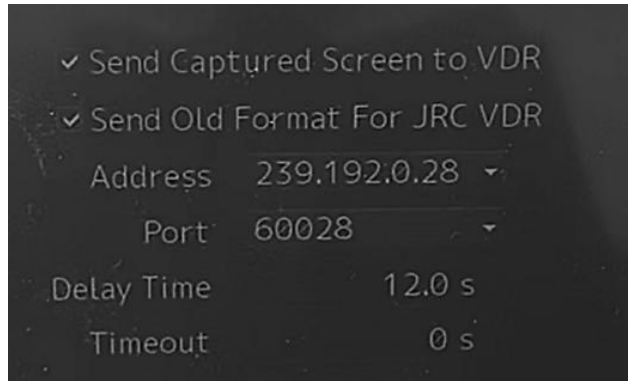 ✓ Send Captured Screen to VDR
✓ Send Old Format For JRC VDR
Address 239.192.0.28
Port 60028
Delay Time 12.0 s
Timeout 0 s